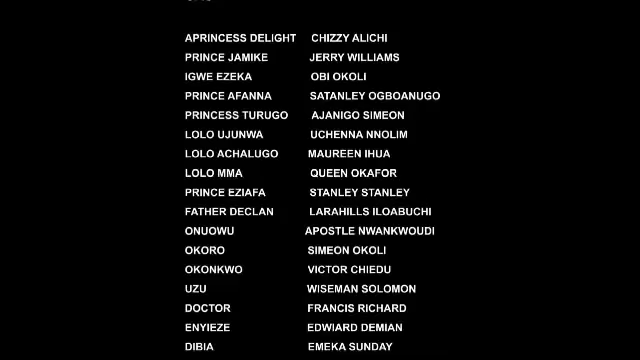 APRINCESS DELIGHT CHIZZY ALICHI
PRINCE JAMIKE JERRY WILLIAMS
IGWE EZEKA OBI OKOLI
PRINCE AFANNA SATANLEY OGBOANUGO
PRINCESS TURUGO AJANIGO SIMEON
LOLO UJUNWA UCHENNA NNOLIM
LOLO ACHALUGO MAUREEN IHUA
LOLO MMA QUEEN OKAFOR
PRINCE EZIAFA STANLEY STANLEY
FATHER DECLAN LARAHILLS ILOABUCHI
ONUOWU APOSTLE NWANKWOUDI
OKORO SIMEON OKOLI
OKONKWO VICTOR CHIEDU
UZU WISEMAN SOLOMON
DOCTOR FRANCIS RICHARD
ENYIEZE EDWIARD DEMIAN
DIBIA EMEKA SUNDAY